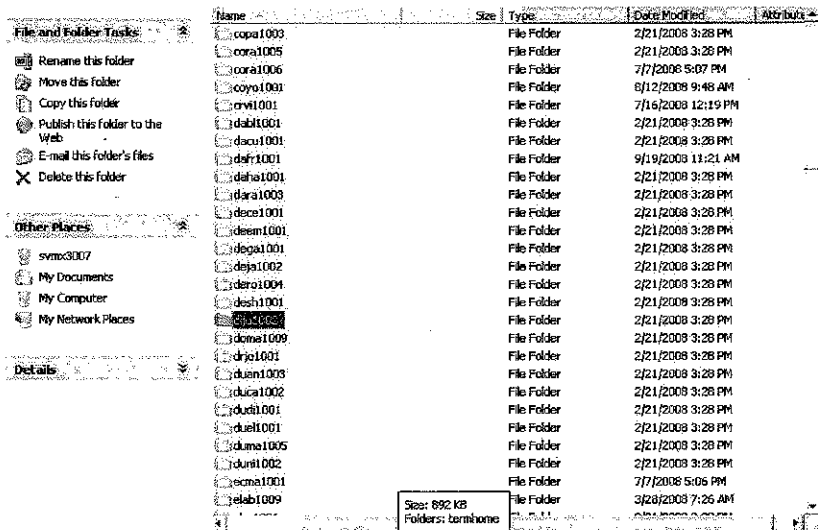 File and Folder Tasks
Rename this folder
Move this folder
Copy this folder
Publish this folder to the
Web
E-mail this folder's files
Delete this folder
Other Places
svmx3007
My Documents
My Computer
My Network Places
Details
Name Size Type Date Modified Attribute
copa1003 File Folder 2/21/2008 3:28 PM
cora1005 File Folder 2/21/2008 3:28 PM
cora1006 File Folder 7/7/2008 5:07 PM
coyo1001 File Folder 8/12/2008 9:48 AM
crvi1001 File Folder 7/16/2008 12:19 PM
dabl1001 File Folder 2/21/2008 3:28 PM
dacu1001 File Folder 2/21/2008 3:28 PM
dafr1001 File Folder 9/19/2008 11:21 AM
daha1001 File Folder 2/21/2008 3:28 PM
dara1003 File Folder 2/21/2008 3:28 PM
dece1001 File Folder 2/21/2008 3:28 PM
deem1001 File Folder 2/21/2008 3:28 PM
dega1001 File Folder 2/21/2008 3:28 PM
deja1002 File Folder 2/21/2008 3:28 PM
dero1004 File Folder 2/21/2008 3:28 PM
desh1001 File Folder 2/21/2008 3:28 PM
File Folder 2/21/2008 3:28 PM
doma1009 File Folder 2/21/2008 3:28 PM
drje1001 File Folder 2/21/2008 3:28 PM
duan1003 File Folder 2/21/2008 3:28 PM
duca1002 File Folder 2/21/2008 3:28 PM
dudi1001 File Folder 2/21/2008 3:28 PM
duel1001 File Folder 2/21/2008 3:28 PM
duma1005 File Folder 2/21/2008 3:28 PM
duni1002 File Folder 2/21/2008 3:28 PM
ecma1001 File Folder 7/7/2008 5:06 PM
elab1009 File Folder 3/28/2008 7:26 AM
Size: 892 KB
Folders: termhome